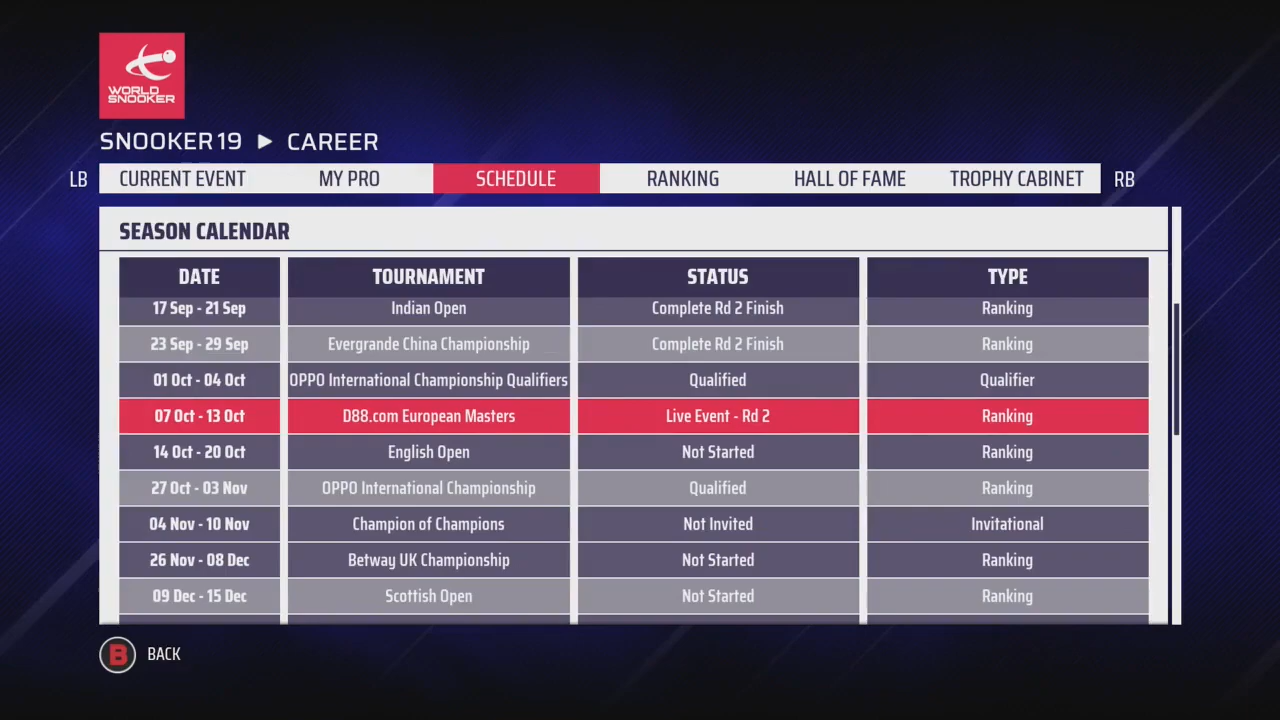 WORLD
SNOOKER
SNOOKER 19 ► CAREER
LB CURRENT EVENT MY PRO SCHEDULE RANKING HALL OF FAME TROPHY CABINET RB
SEASON CALENDAR
DATE TOURNAMENT STATUS TYPE
17 Sep - 21 Sep Indian Open Complete Rd 2 Finish Ranking
23 Sep - 29 Sep Evergrande China Championship Complete Rd 2 Finish Ranking
01 Oct - 04 Oct OPPO International Championship Qualifiers Qualified Qualifier
07 Oct - 13 Oct D88.com European Masters Live Event - Rd 2 Ranking
14 Oct - 20 Oct English Open Not Started Ranking
27 Oct - 03 Nov OPPO International Championship Qualified Ranking
04 Nov - 10 Nov Champion of Champions Not Invited Invitational
26 Nov - 08 Dec Betway UK Championship Not Started Ranking
09 Dec - 15 Dec Scottish Open Not Started Ranking
B BACK